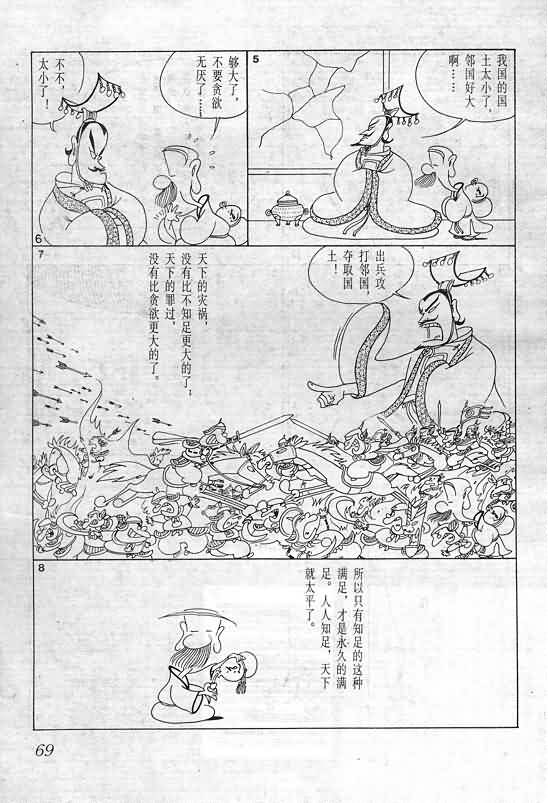 5
我国的国
土太小了，
邻国好大
啊……
够大了，
不要贪欲
无厌了……
不不，
太小了！
6
7
出兵攻
打邻国，
夺取国
土！
天下的灾祸，
没有比不知足更大的了；
天下的罪过，
没有比贪欲更大的了。
8
所以只有知足的这种
满足，才是永久的满
足。人人知足，天下
就太平了。
69